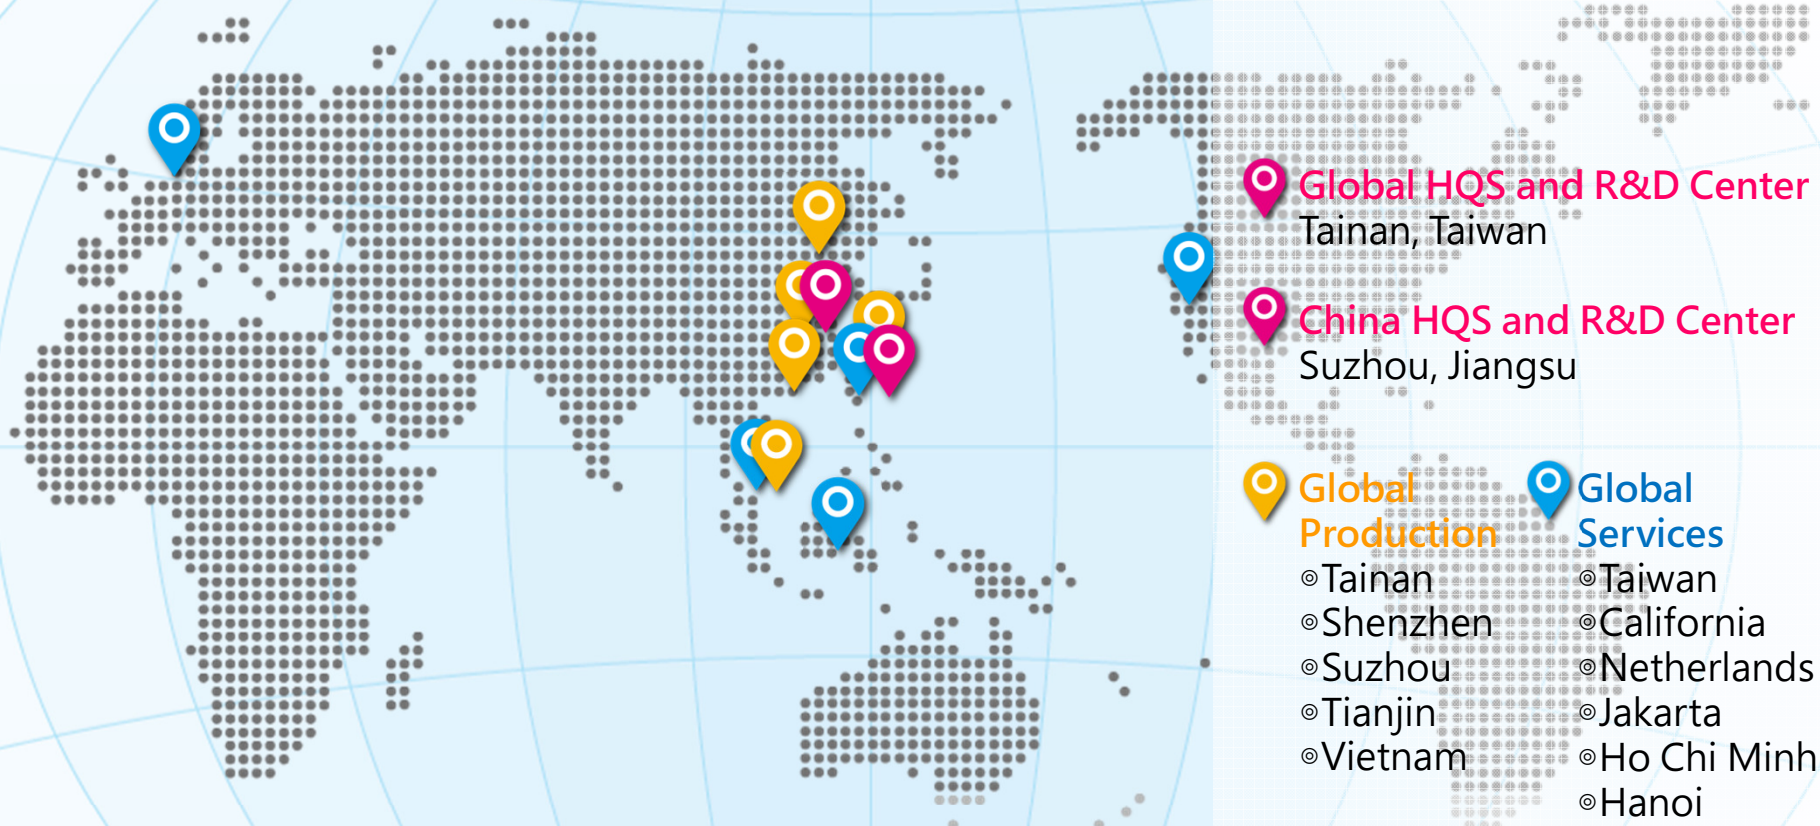 Global HQS and R&D Center
Tainan, Taiwan
China HQS and R&D Center
Suzhou, Jiangsu
Global
Production
◎Tainan
◎Shenzhen
◎Suzhou
◎Tianjin
◎Vietnam
Global
Services
◎Taiwan
◎California
◎Netherlands
◎Jakarta
◎Ho Chi Minh
◎Hanoi